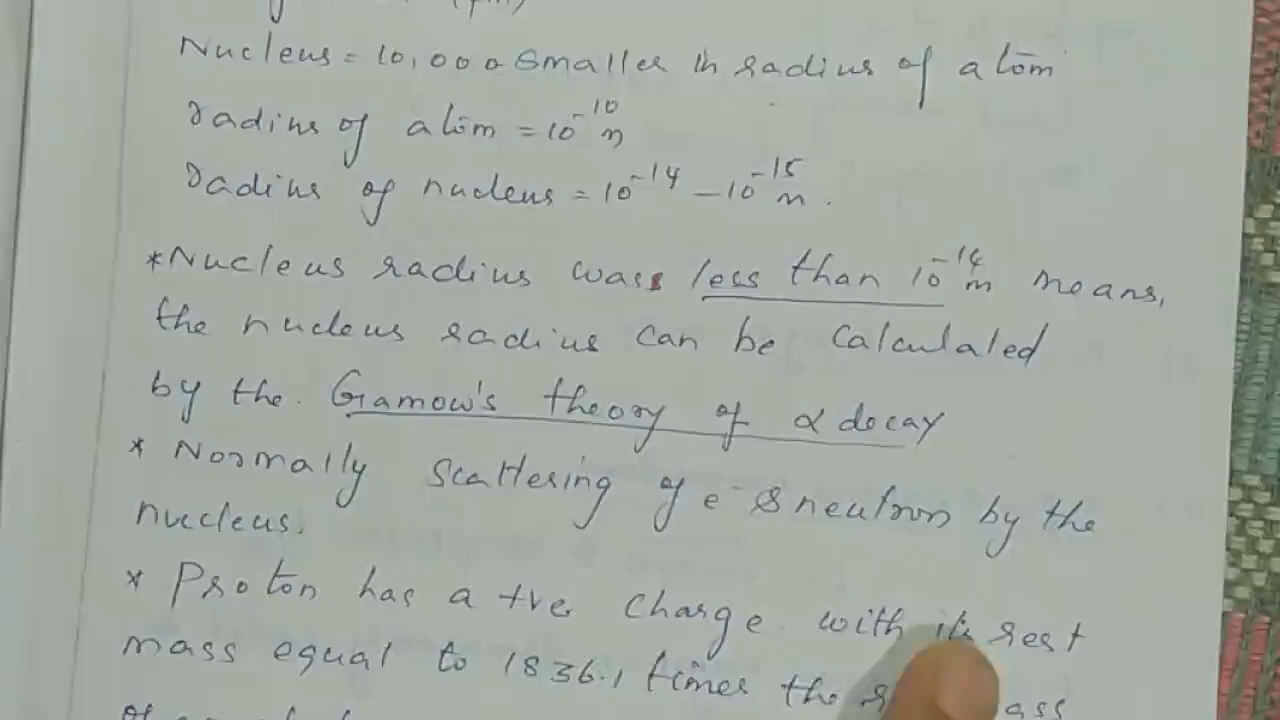 (fm)
Nucleus = 10,000 Smaller in radius of atom
radius of atom = 10⁻¹⁰ m
radius of nucleus = 10⁻¹⁴ – 10⁻¹⁵ m.
*Nucleus radius wass less than 10⁻¹⁴ m means,
the nucleus radius can be Calculated
by the Gamow's theory of α decay
* Normally Scattering of e⁻ & neutron by the
nucleus.
* Proton has a +ve Charge with its rest
mass equal to 1836.1 times the